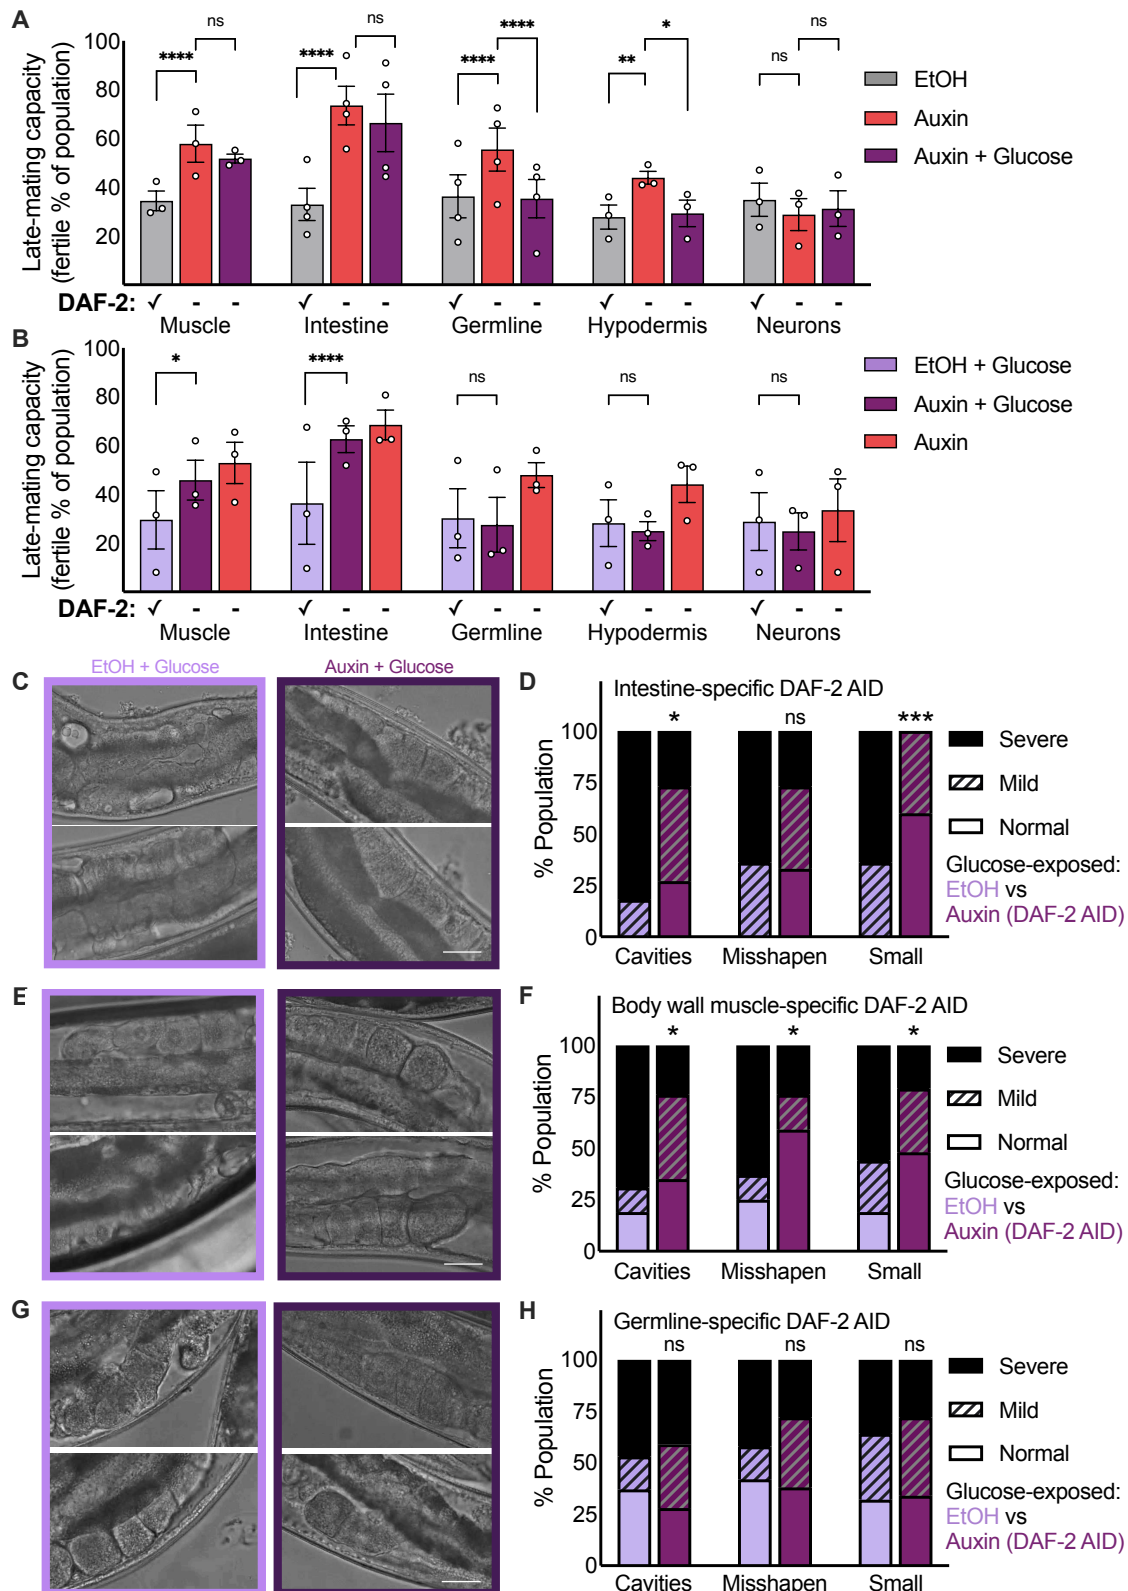 A
Late-mating capacity
(fertile % of population)
100
80
60
40
20
**** ns
**** ns
**** ****
** *
ns ns
EtOH
Auxin
Auxin + Glucose
DAF-2: ✓ - - ✓ - - ✓ - - ✓ - - ✓ - -
Muscle Intestine Germline Hypodermis Neurons
B
Late-mating capacity
(fertile % of population)
100
80
60
40
20
* **** ns ns ns
EtOH + Glucose
Auxin + Glucose
Auxin
DAF-2: ✓ - - ✓ - - ✓ - - ✓ - - ✓ - -
Muscle Intestine Germline Hypodermis Neurons
C
EtOH + Glucose Auxin + Glucose
D
Intestine-specific DAF-2 AID
% Population
100
75
50
25
0
* ns ***
Cavities Misshapen Small
Severe
Mild
Normal
Glucose-exposed:
EtOH vs
Auxin (DAF-2 AID)
E
F
Body wall muscle-specific DAF-2 AID
% Population
100
75
50
25
0
* * *
Cavities Misshapen Small
Severe
Mild
Normal
Glucose-exposed:
EtOH vs
Auxin (DAF-2 AID)
G
H
Germline-specific DAF-2 AID
% Population
100
75
50
25
0
ns ns ns
Cavities Misshapen Small
Severe
Mild
Normal
Glucose-exposed:
EtOH vs
Auxin (DAF-2 AID)